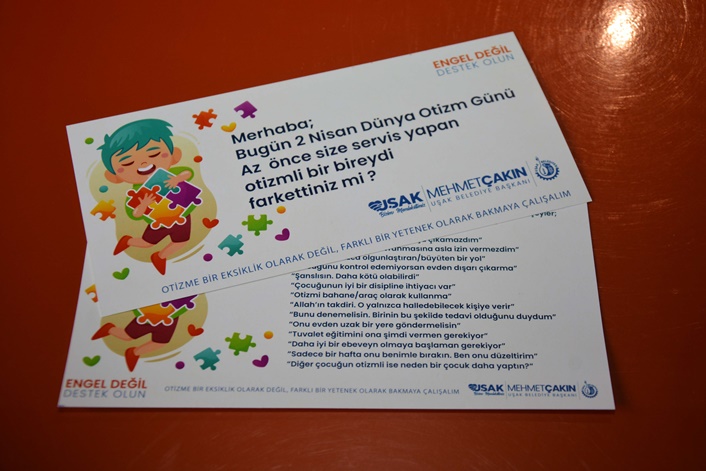 ENGEL DEĞİL
DESTEK OLUN
Merhaba;
Bugün 2 Nisan Dünya Otizm Günü
Az önce size servis yapan
otizmli bir bireydi
farkettiniz mi ?
UŞAK
MEHMET ÇAKIN
UŞAK BELEDİYE BAŞKANI
OTİZME BİR EKSİKLİK OLARAK DEĞİL, FARKLI BİR YETENEK OLARAK BAKMAYA ÇALIŞALIM
asla izin vermezdim"
olgunlaştıran/büyüten bir yol"
kontrol edemiyorsan evden dışarı çıkarma"
"Şanslısın. Daha kötü olabilirdi"
"Çocuğunun iyi bir disipline ihtiyacı var"
"Otizmi bahane/araç olarak kullanma"
"Allah'ın takdiri. O yalnızca halledebilecek kişiye verir"
"Bunu denemelisin. Birinin bu şekilde tedavi olduğunu duydum"
"Onu evden uzak bir yere göndermelisin"
"Tuvalet eğitimini ona şimdi vermen gerekiyor"
"Daha iyi bir ebeveyn olmaya başlaman gerekiyor"
"Sadece bir hafta onu benimle bırakın. Ben onu düzeltirim"
"Diğer çocuğun otizmli ise neden bir çocuk daha yaptın?"
ENGEL DEĞİL
DESTEK OLUN
OTİZME BİR EKSİKLİK OLARAK DEĞİL, FARKLI BİR YETENEK OLARAK BAKMAYA ÇALIŞALIM
UŞAK
MEHMET ÇAKIN
UŞAK BELEDİYE BAŞKANI